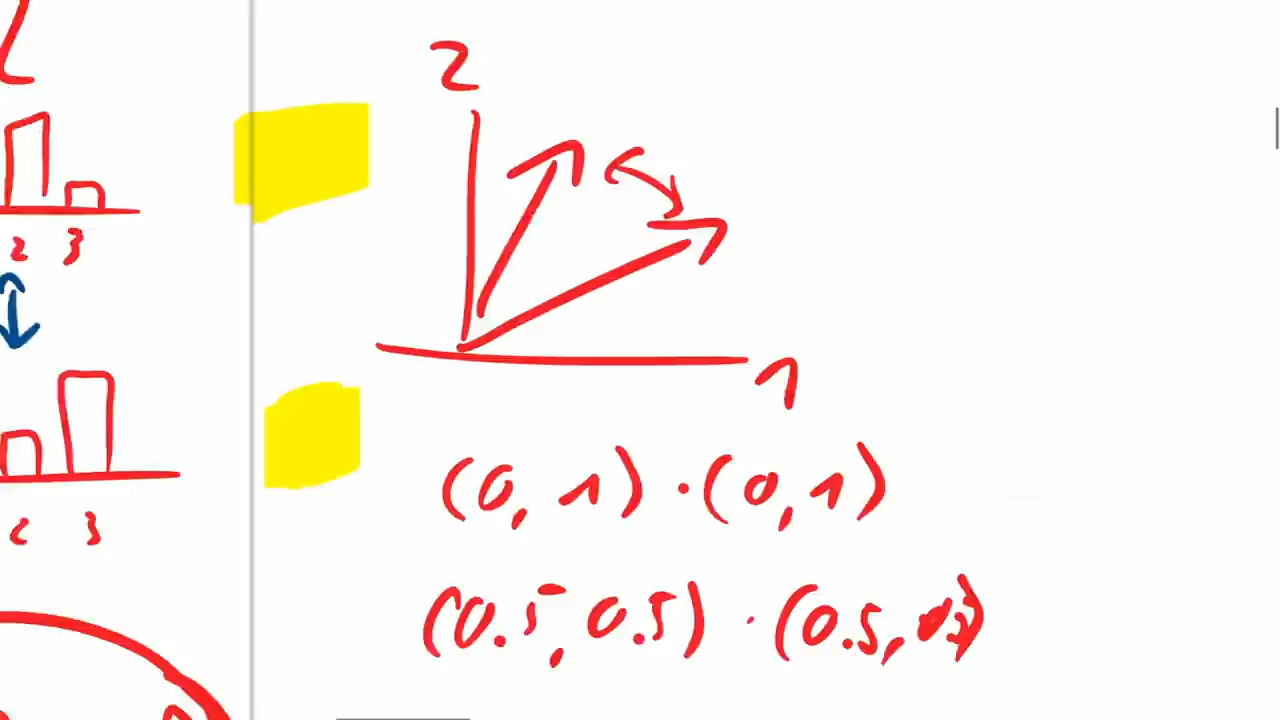 2
2 3
1
2 3
(0, 1) · (0, 1)
(0.5, 0.5) · (0.5,